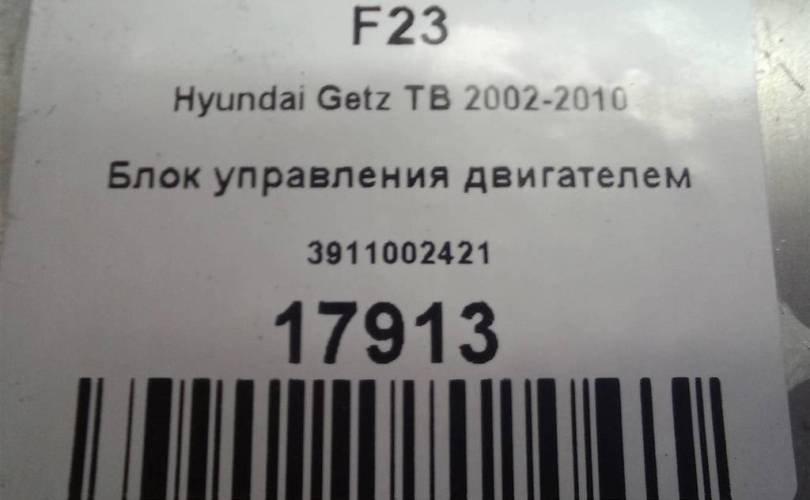 F23
Hyundai Getz TB 2002-2010
Блок управления двигателем
3911002421
17913